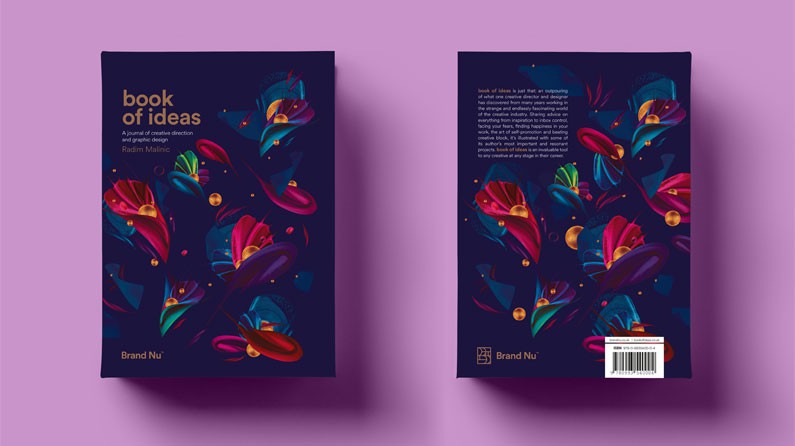 book
of ideas
A journal of creative direction
and graphic design
Radim Malinic
Brand Nu™
book of ideas is just that: an outpouring
of what one creative director and designer
has discovered from many years working in
the strange and endlessly fascinating world
of the creative industry. Sharing advice on
everything from inspiration to inbox control,
facing your fears, finding happiness in your
work, the art of self-promotion and beating
creative block, it's illustrated with some of
its author's most important and resonant
projects. book of ideas is an invaluable tool
to any creative at any stage in their career.
Brand Nu™
ISBN